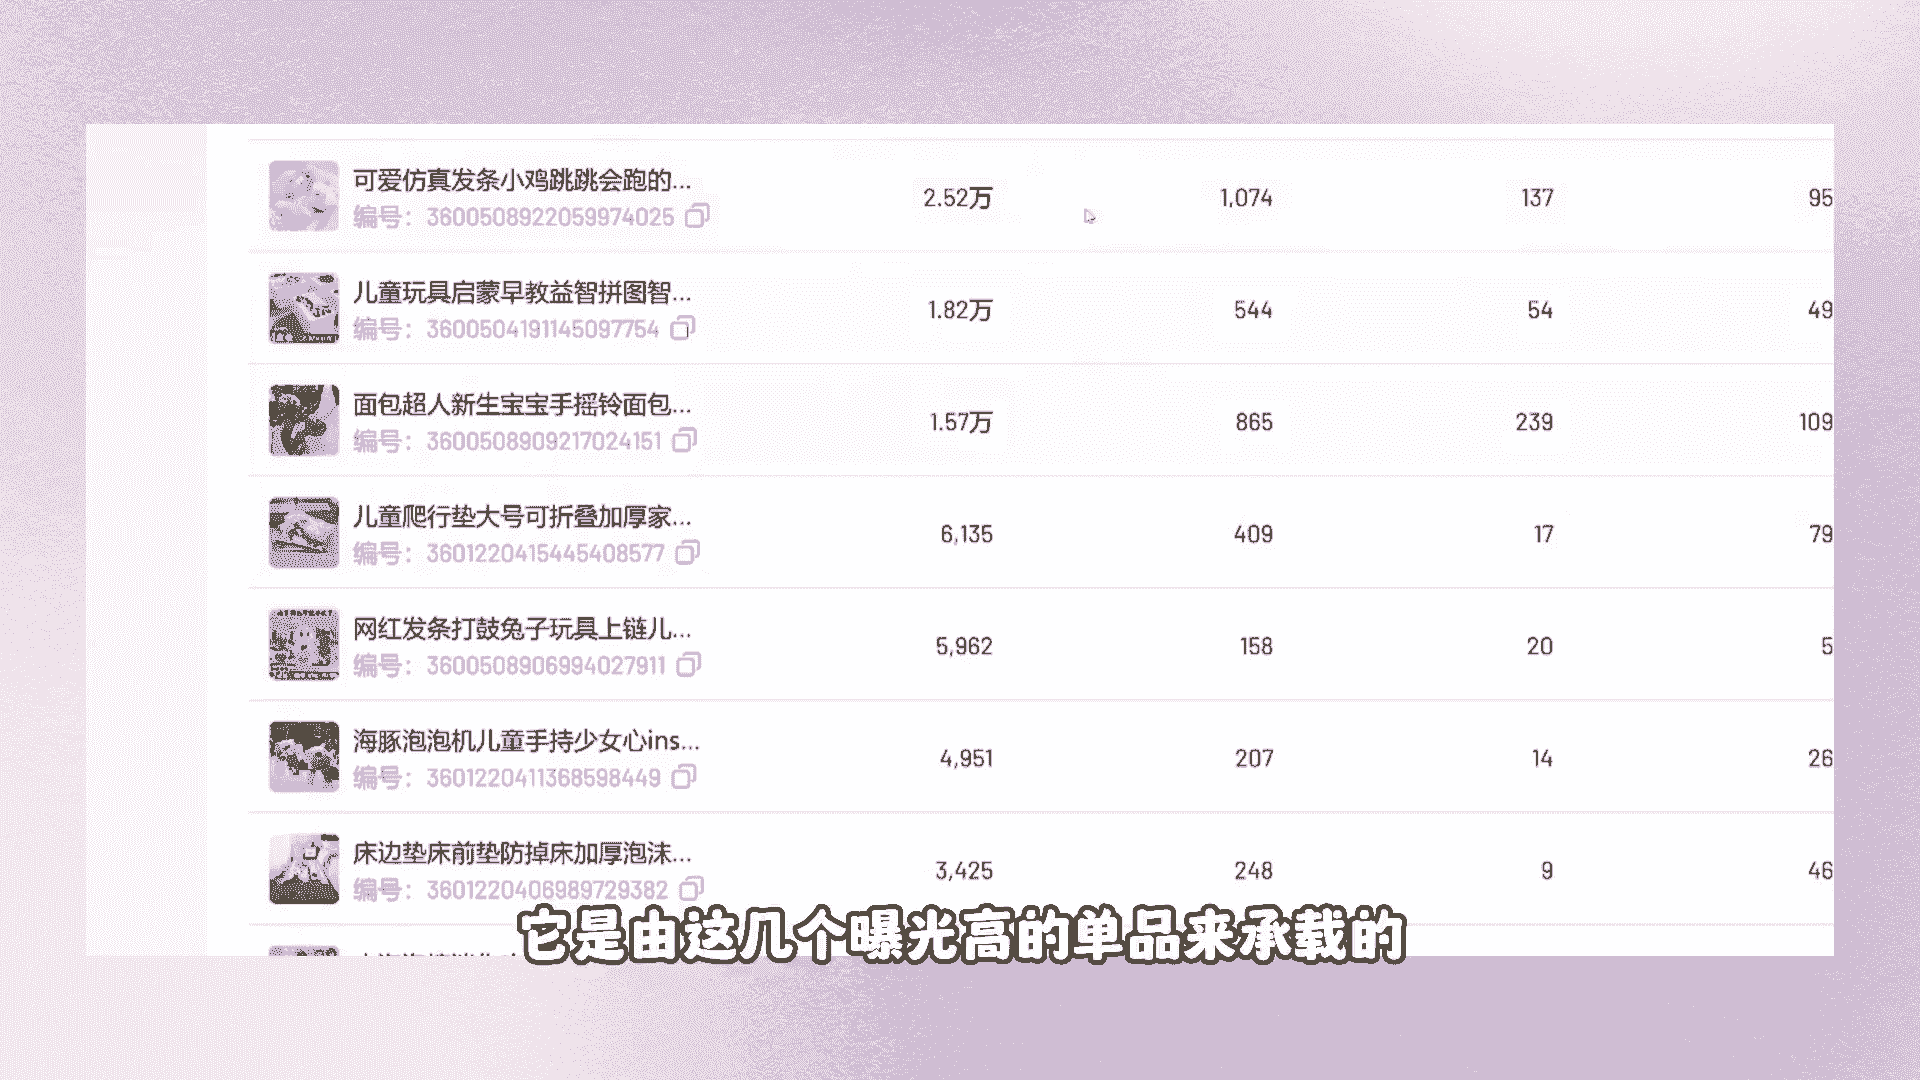 可爱仿真发条小鸡跳跳会跑的...
编号： 3600508922059974025
2.52万
1,074
137
95
儿童玩具启蒙早教益智拼图智...
编号： 3600504191145097754
1.82万
544
54
49
面包超人新生宝宝手摇铃面包...
编号： 3600508909217024151
1.57万
865
239
109
儿童爬行垫大号可折叠加厚家...
编号： 3601220415445408577
6,135
409
17
79
网红发条打鼓兔子玩具上链儿...
编号： 3600508906994027911
5,962
158
20
5
海豚泡泡机儿童手持少女心ins...
编号： 3601220411368598449
4,951
207
14
26
床边垫床前垫防掉床加厚泡沫...
编号： 3601220406989729382
3,425
248
9
46
它是由这几个曝光高的单品来承载的